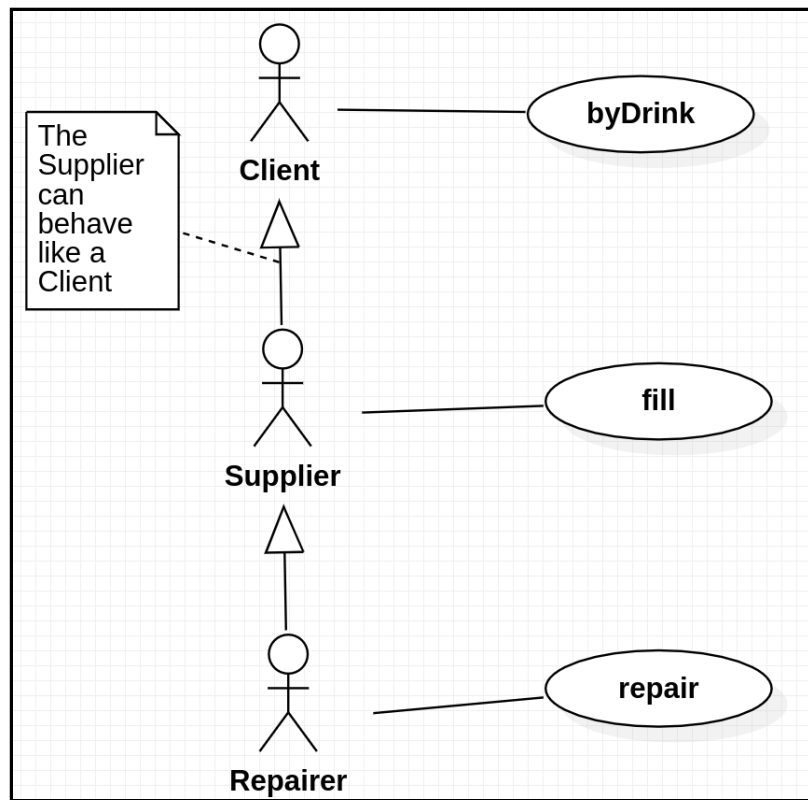 Client
byDrink
The
Supplier
can
behave
like a
Client
fill
Supplier
repair
Repairer